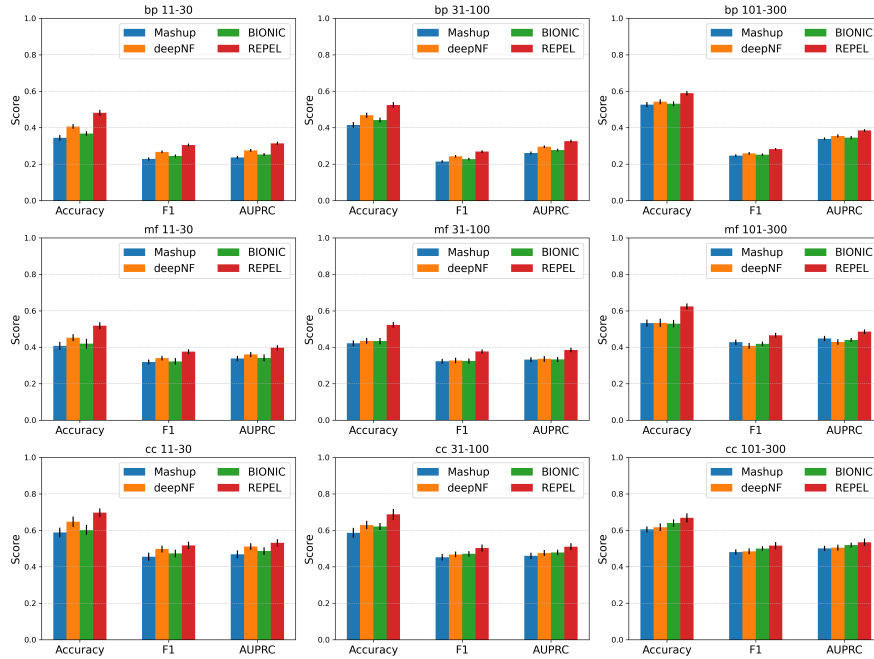 bp 11-30
1.0
0.8
0.6
0.4
0.2
0.0
Score
Mashup
deepNF
BIONIC
REPEL
Accuracy
F1
AUPRC
bp 31-100
1.0
0.8
0.6
0.4
0.2
0.0
Score
Mashup
deepNF
BIONIC
REPEL
Accuracy
F1
AUPRC
bp 101-300
1.0
0.8
0.6
0.4
0.2
0.0
Score
Mashup
deepNF
BIONIC
REPEL
Accuracy
F1
AUPRC
mf 11-30
1.0
0.8
0.6
0.4
0.2
0.0
Score
Mashup
deepNF
BIONIC
REPEL
Accuracy
F1
AUPRC
mf 31-100
1.0
0.8
0.6
0.4
0.2
0.0
Score
Mashup
deepNF
BIONIC
REPEL
Accuracy
F1
AUPRC
mf 101-300
1.0
0.8
0.6
0.4
0.2
0.0
Score
Mashup
deepNF
BIONIC
REPEL
Accuracy
F1
AUPRC
cc 11-30
1.0
0.8
0.6
0.4
0.2
0.0
Score
Mashup
deepNF
BIONIC
REPEL
Accuracy
F1
AUPRC
cc 31-100
1.0
0.8
0.6
0.4
0.2
0.0
Score
Mashup
deepNF
BIONIC
REPEL
Accuracy
F1
AUPRC
cc 101-300
1.0
0.8
0.6
0.4
0.2
0.0
Score
Mashup
deepNF
BIONIC
REPEL
Accuracy
F1
AUPRC